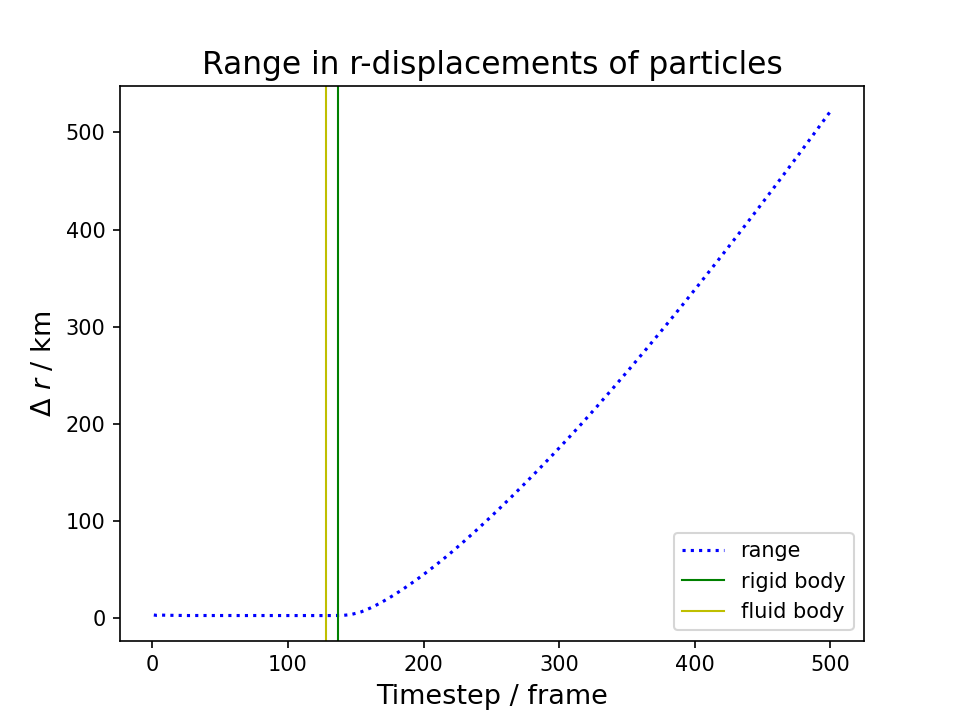 Range in r-displacements of particles
500
400
300
200
100
0
Δ r / km
range
rigid body
fluid body
0 100 200 300 400 500
Timestep / frame